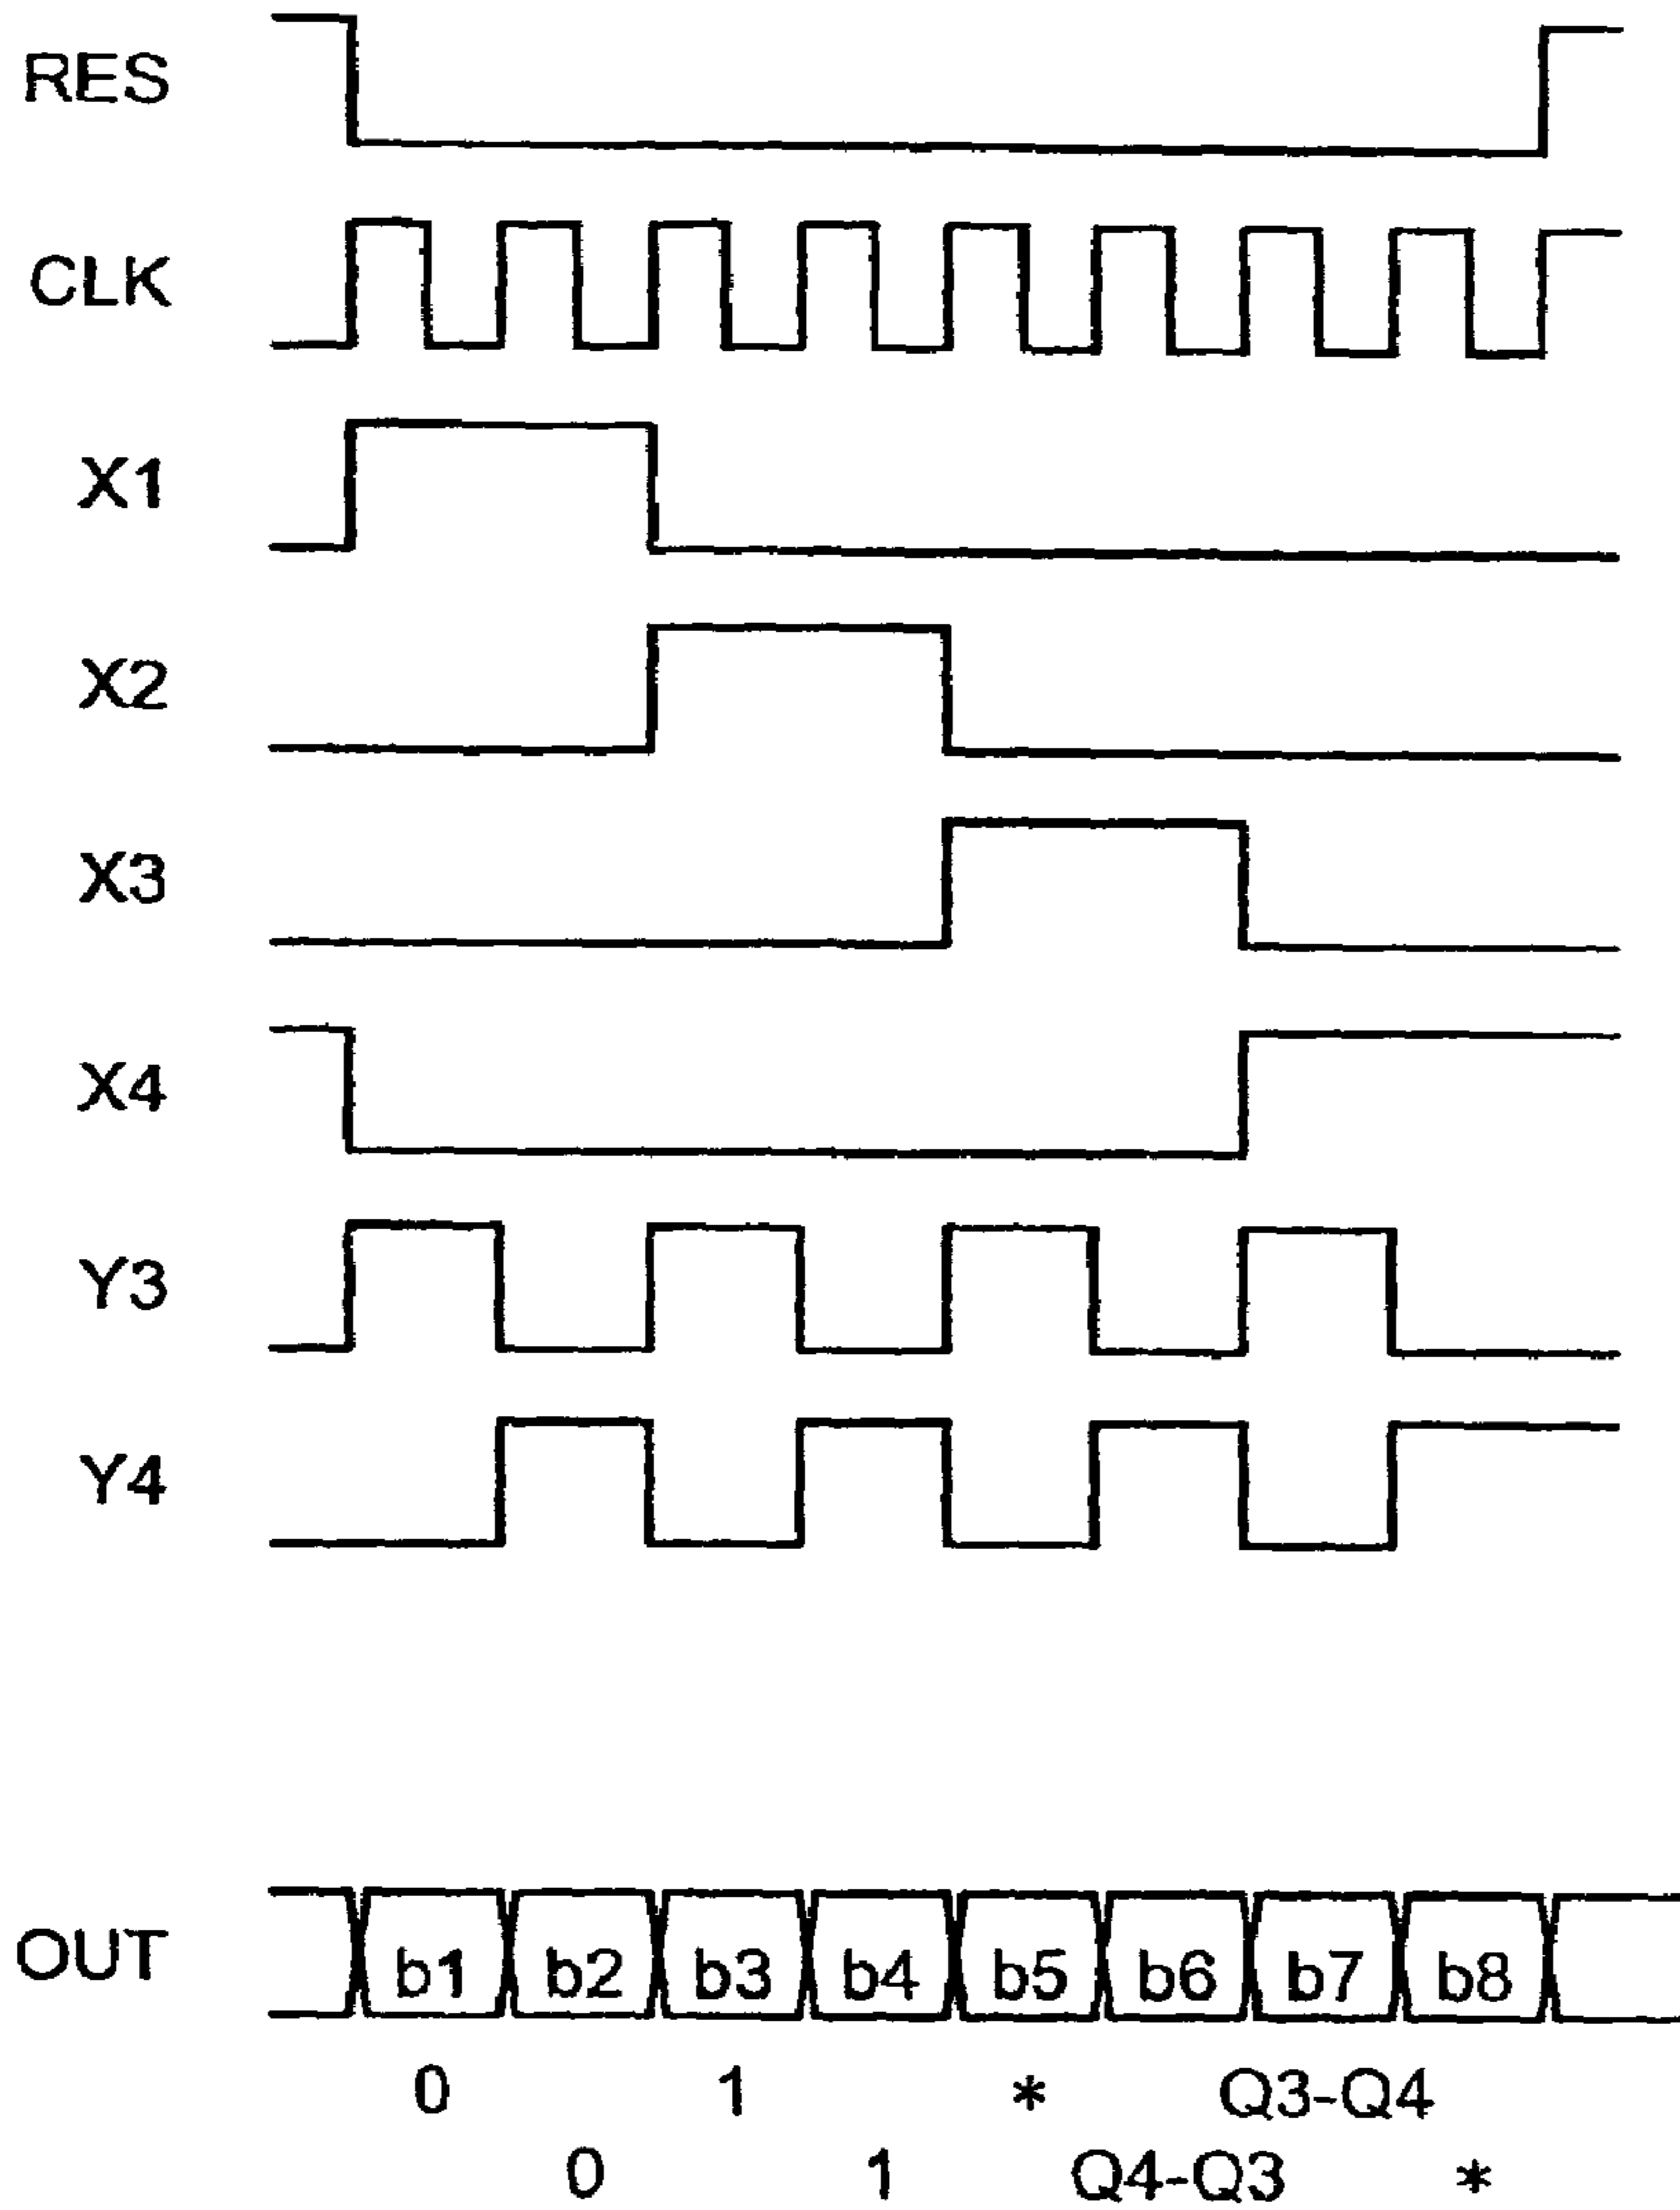 RES
CLK
X1
X2
X3
X4
Y3
Y4
OUT b1 b2 b3 b4 b5 b6 b7 b8
0 1 * Q3-Q4
0 1 Q4-Q3 *